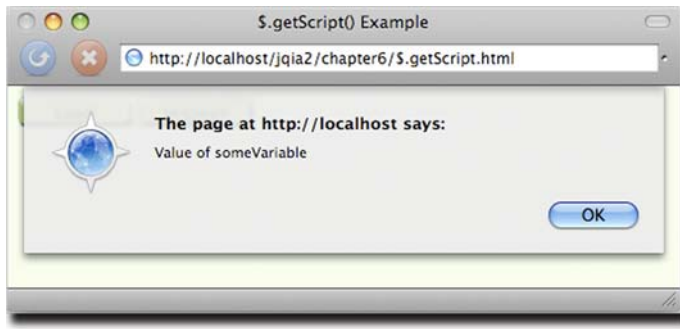 $.getScript() Example
http://localhost/jqia2/chapter6/$.getScript.html
The page at http://localhost says:
Value of someVariable
OK